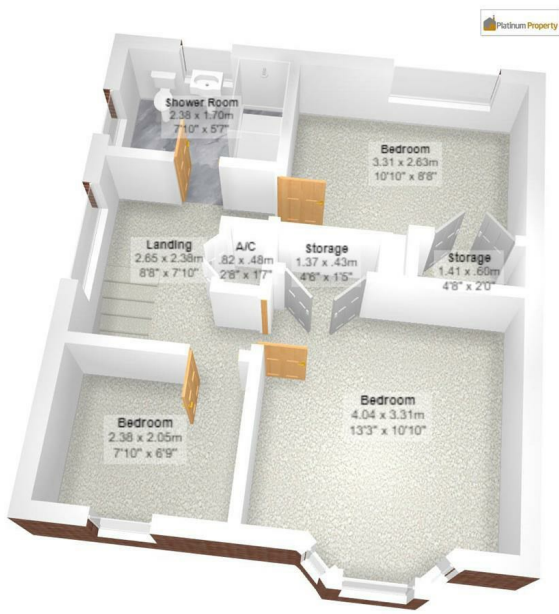 Platinum Property
Shower Room
2.38 x 1.70m
7'10" x 5'7"
Bedroom
3.31 x 2.63m
10'10" x 8'8"
Landing
2.65 x 2.38m
8'8" x 7'10"
A/C
.82 x .48m
2'8" x 1'7"
Storage
1.37 x .43m
4'6" x 1'5"
Storage
1.41 x .60m
4'8" x 2'0"
Bedroom
2.38 x 2.05m
7'10" x 6'9"
Bedroom
4.04 x 3.31m
13'3" x 10'10"